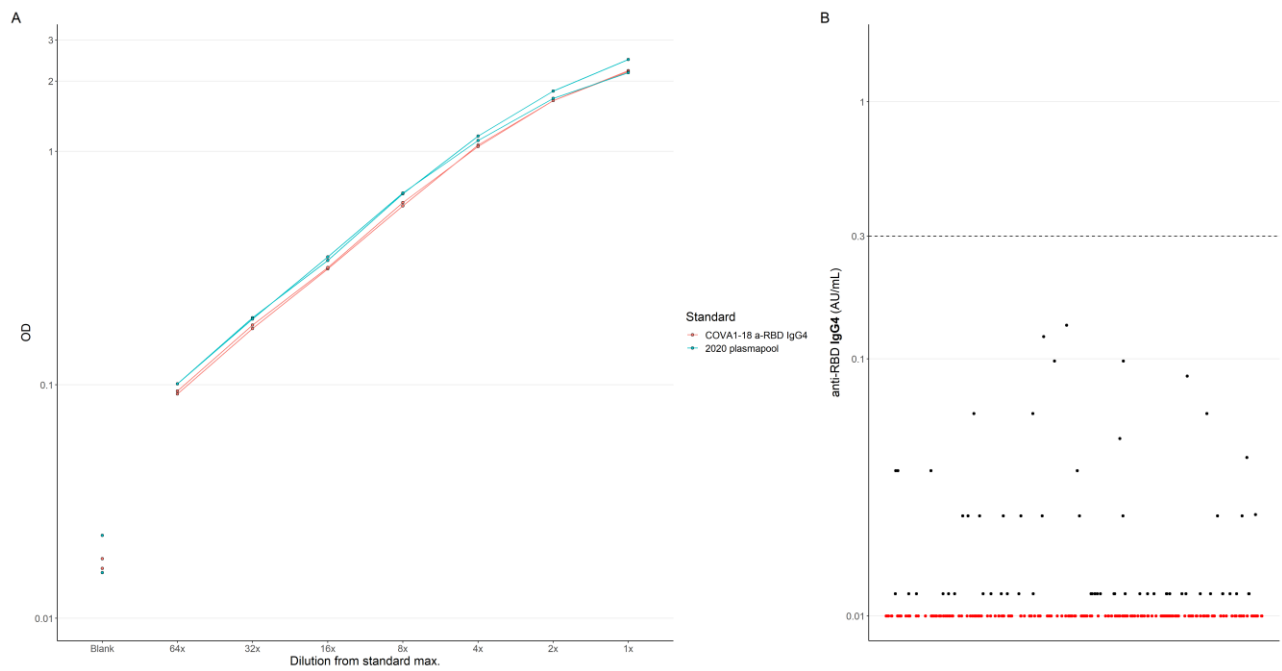 A
3
2
1
0.1
0.01
OD
Blank
64x
32x
16x
8x
4x
2x
1x
Dilution from standard max.
Standard
COVA1-18 a-RBD IgG4
2020 plasmapool
B
1
0.3
0.1
0.01
anti-RBD IgG4 (AU/mL)